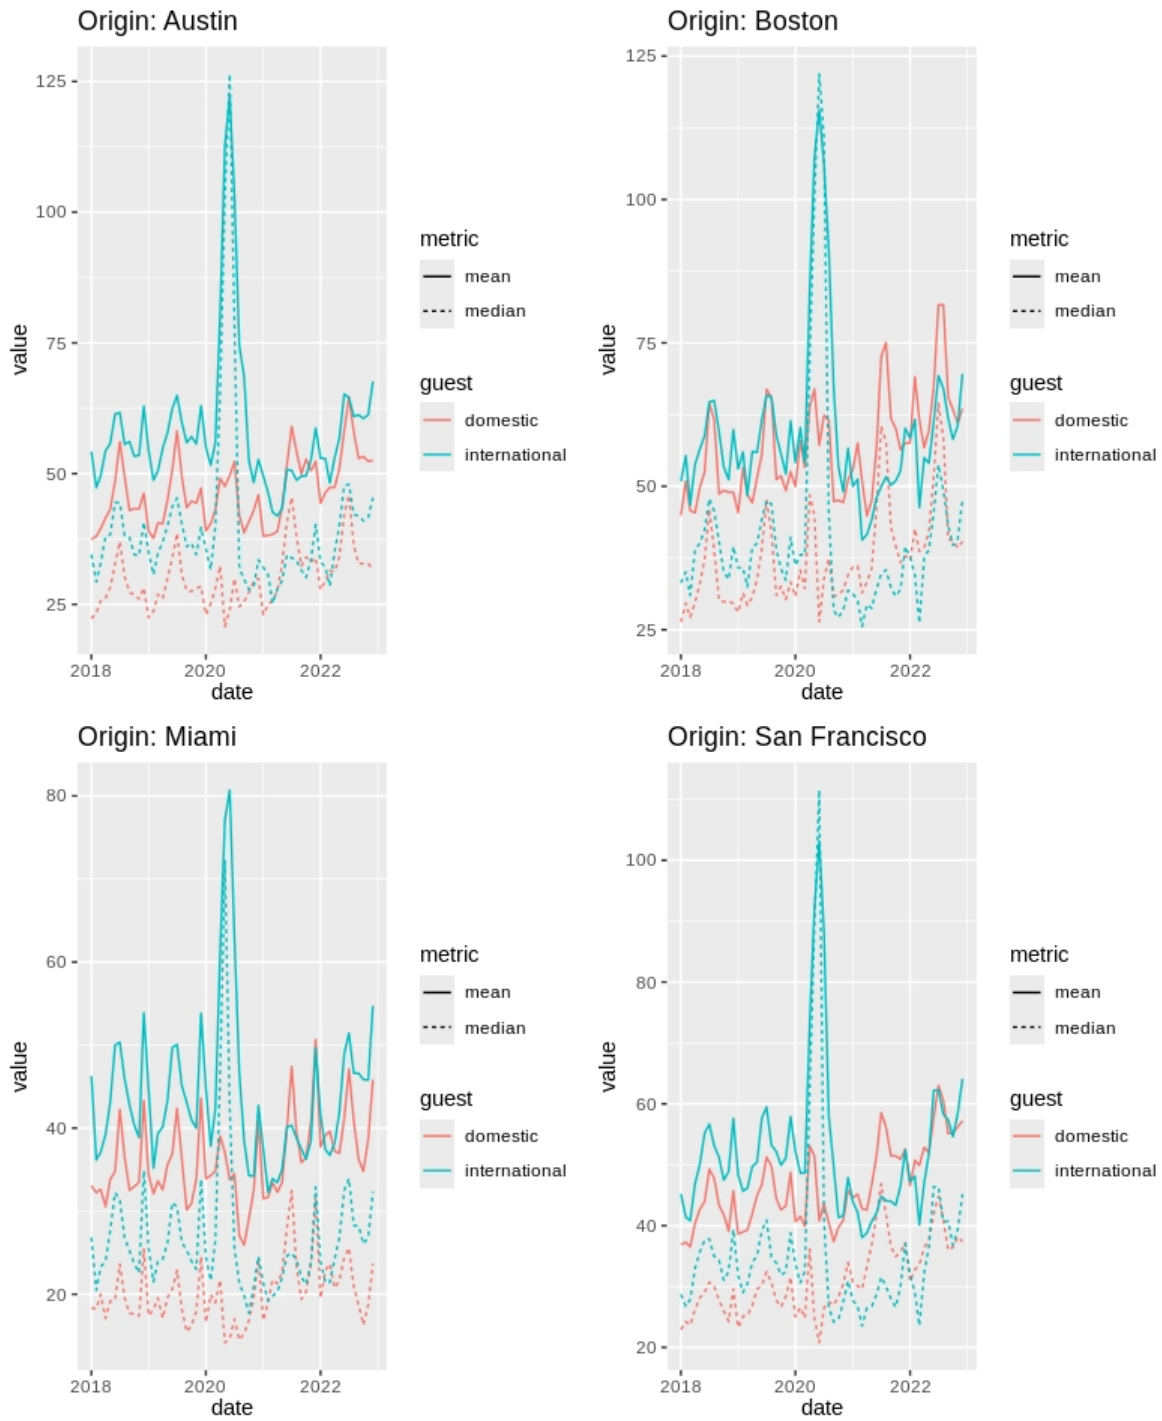 Origin: Austin
125
100
75
50
25
value
2018
2020
2022
date
metric
mean
median
guest
domestic
international
Origin: Boston
125
100
75
50
25
value
2018
2020
2022
date
metric
mean
median
guest
domestic
international
Origin: Miami
80
60
40
20
value
2018
2020
2022
date
metric
mean
median
guest
domestic
international
Origin: San Francisco
100
80
60
40
20
value
2018
2020
2022
date
metric
mean
median
guest
domestic
international